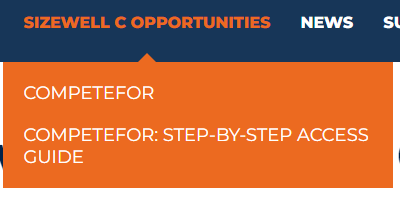 SIZEWELL C OPPORTUNITIES NEWS
COMPETEFOR
COMPETEFOR: STEP-BY-STEP ACCESS
GUIDE